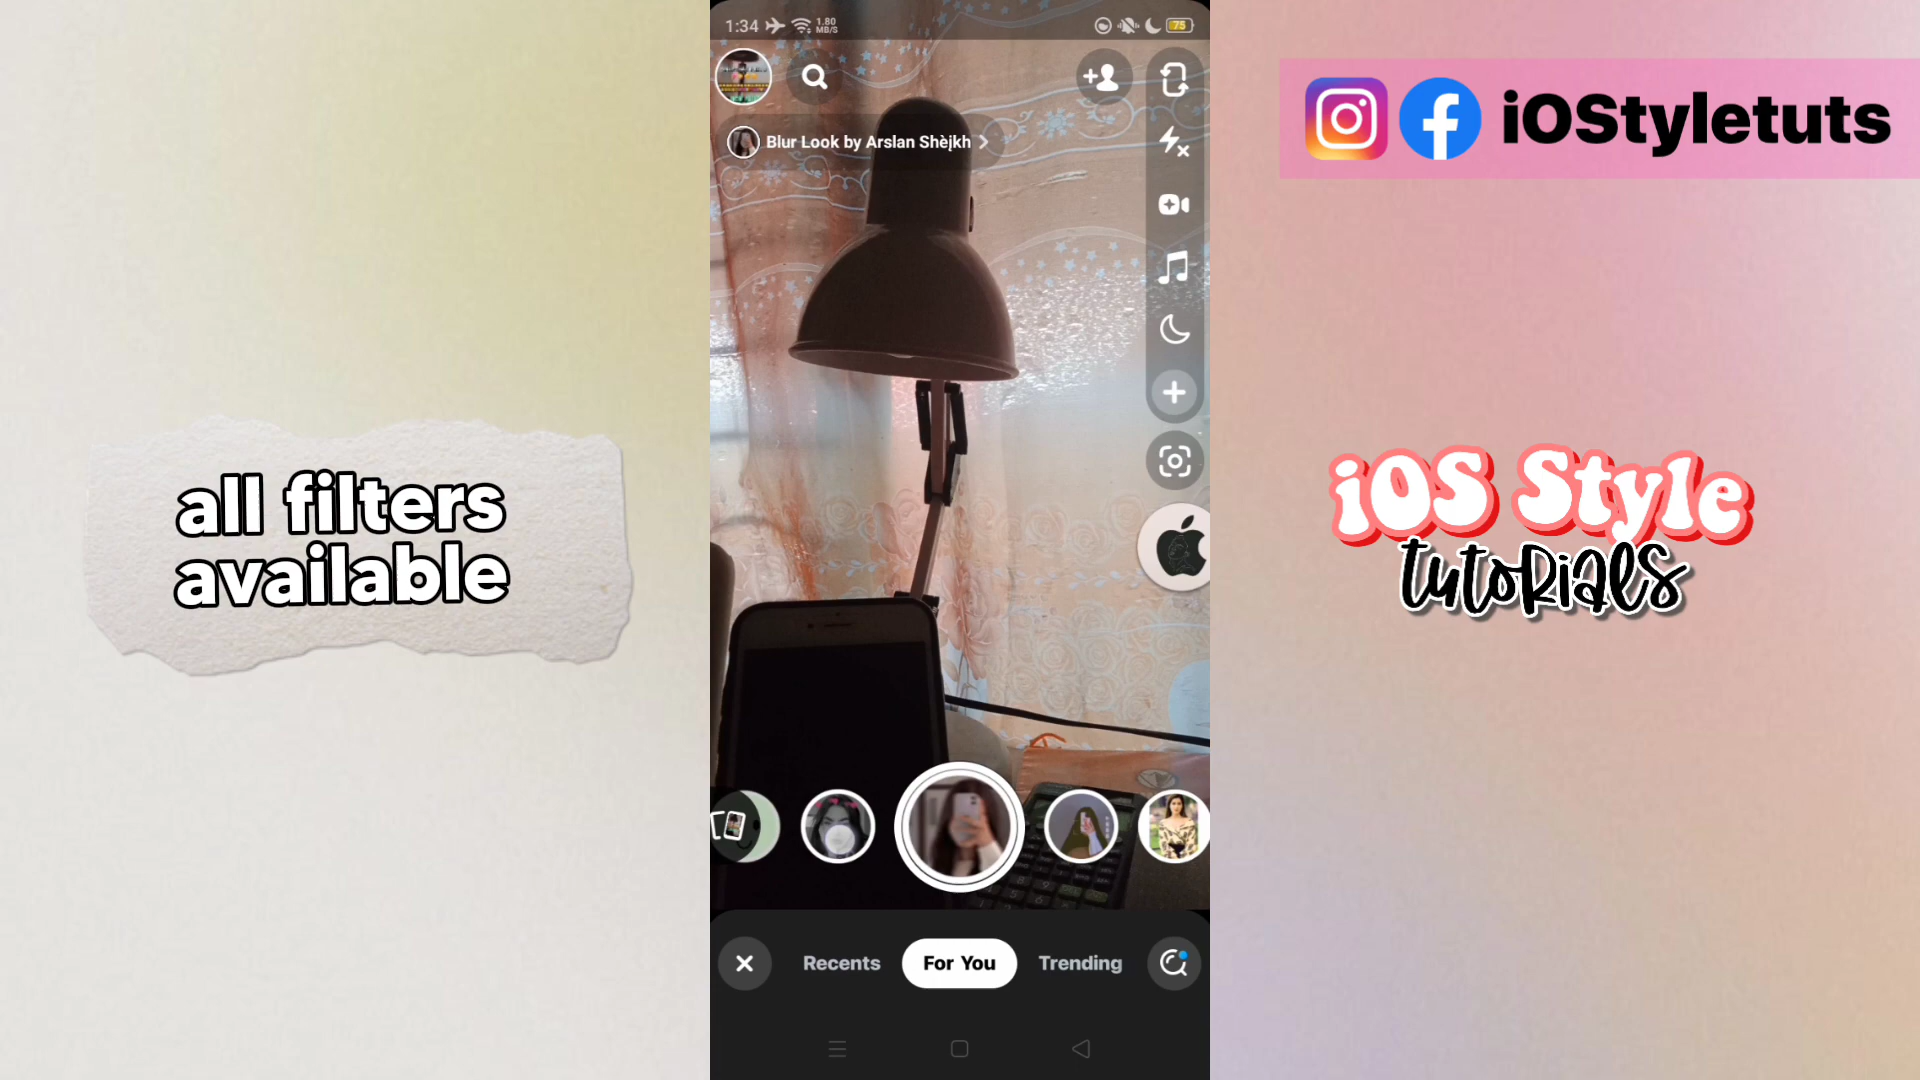 all filters
available
1:34
1.80
MB/S
75
Blur Look by Arslan Shèįkh
Recents
For You
Trending
iOStyletuts
iOS Style
tutorials